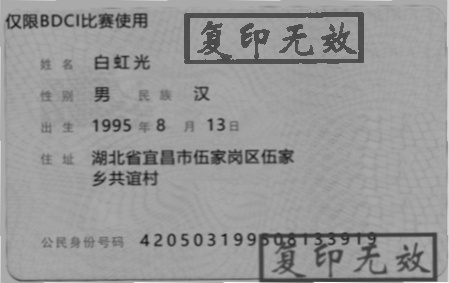 仅限BDCI比赛使用
复印无效
姓名 白虹光
性别 男 民族 汉
出生 1995 年 8 月 13 日
住址 湖北省宜昌市伍家岗区伍家
乡共谊村
公民身份号码 420503199508133919
复印无效